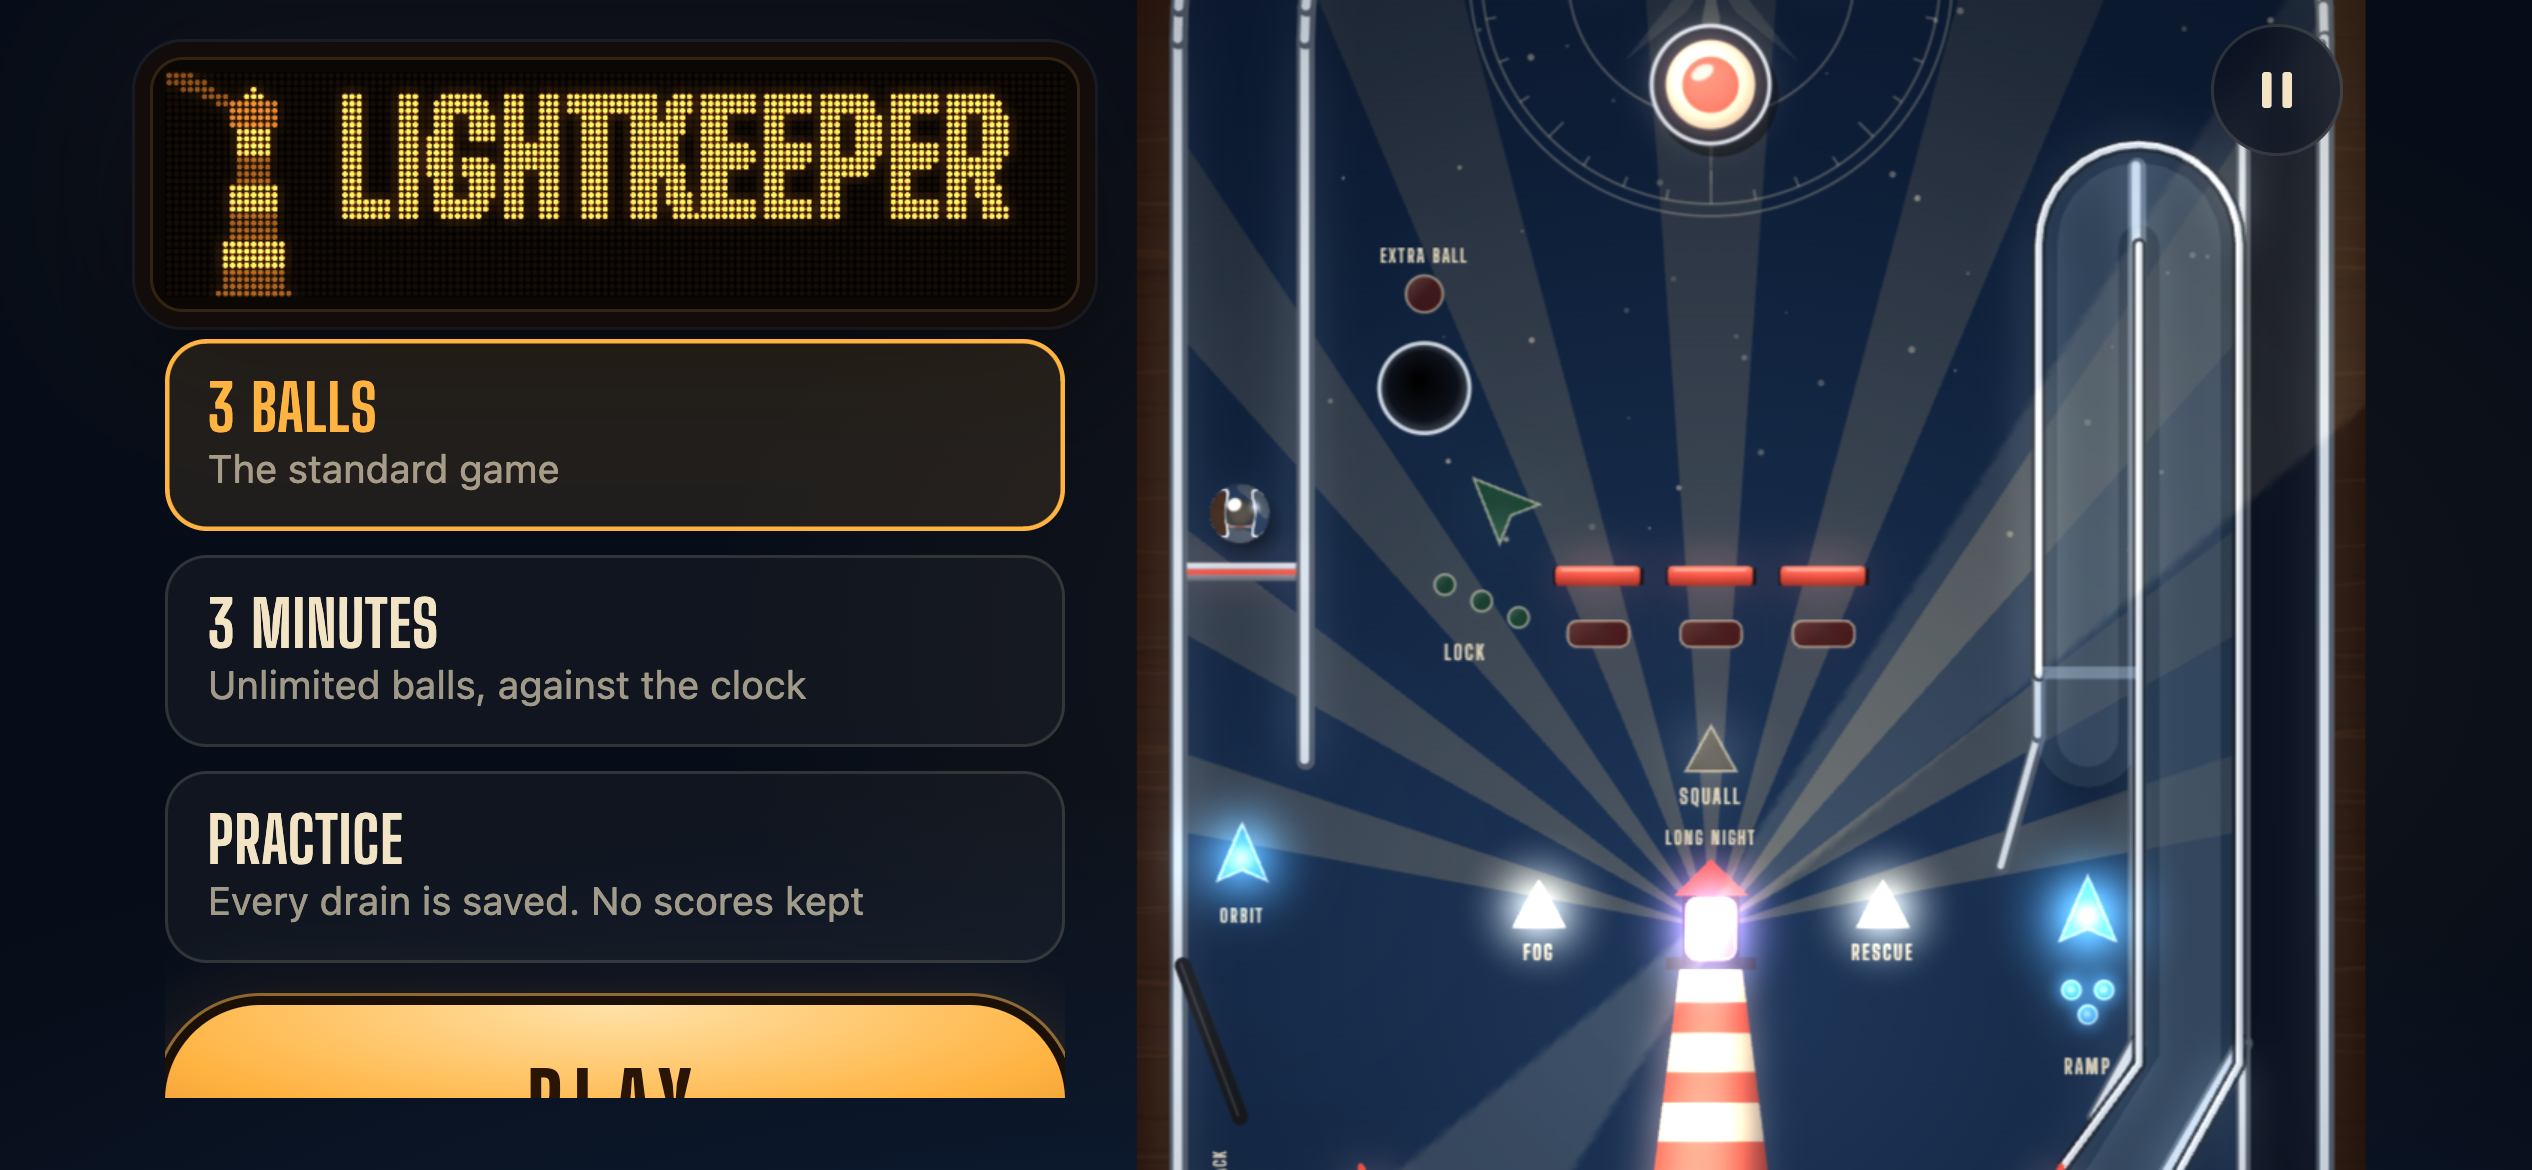 LIGHTKEEPER
3 BALLS
The standard game
3 MINUTES
Unlimited balls, against the clock
PRACTICE
Every drain is saved. No scores kept
PLAY
EXTRA BALL
LOCK
SQUALL
LONG NIGHT
ORBIT
FOG
RESCUE
RAMP